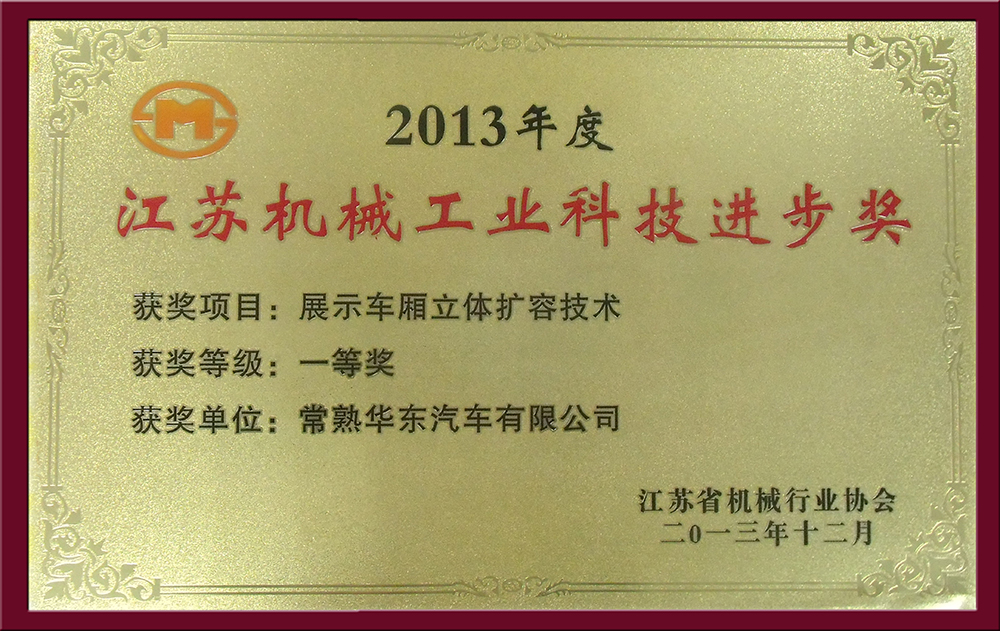 2013年度
江苏机械工业科技进步奖
获奖项目：展示车厢立体扩容技术
获奖等级：一等奖
获奖单位：常熟华东汽车有限公司
江苏省机械行业协会
二0一三年十二月